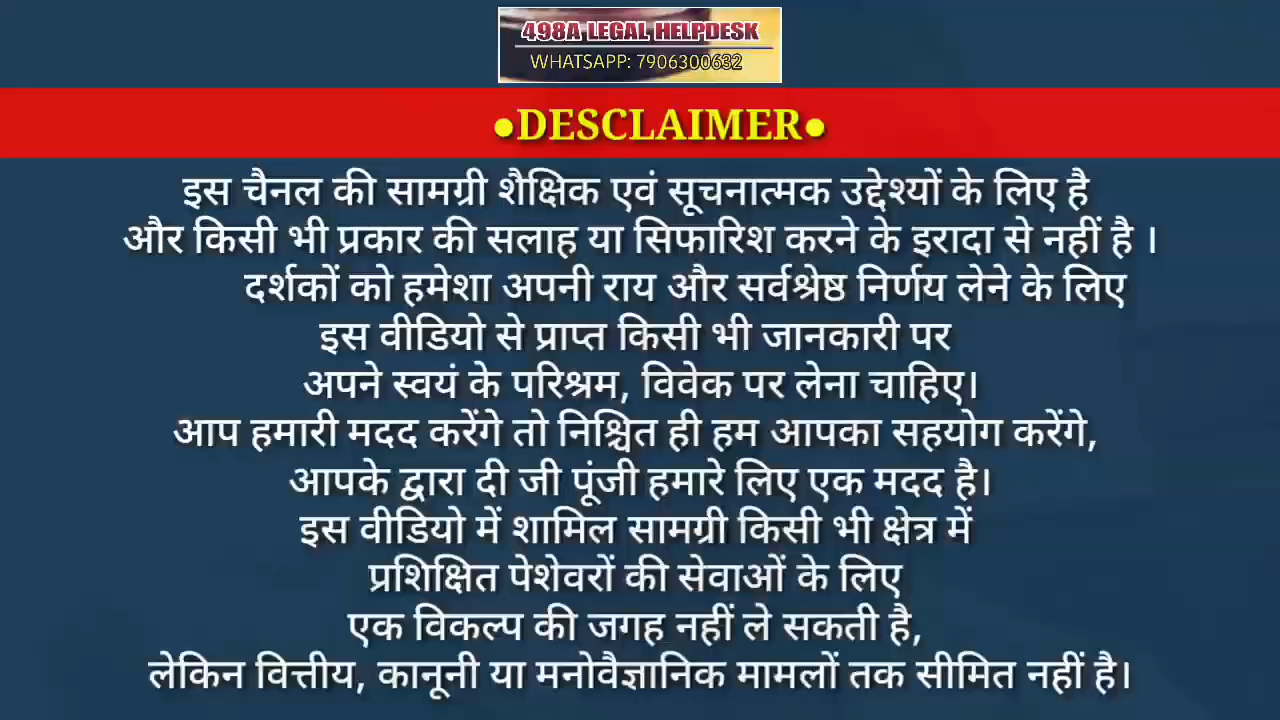 498A LEGAL HELPDESK
WHATSAPP: 7906300632
●DESCLAIMER●
इस चैनल की सामग्री शैक्षिक एवं सूचनात्मक उद्देश्यों के लिए है
और किसी भी प्रकार की सलाह या सिफारिश करने के इरादा से नहीं है ।
दर्शकों को हमेशा अपनी राय और सर्वश्रेष्ठ निर्णय लेने के लिए
इस वीडियो से प्राप्त किसी भी जानकारी पर
अपने स्वयं के परिश्रम, विवेक पर लेना चाहिए।
आप हमारी मदद करेंगे तो निश्चित ही हम आपका सहयोग करेंगे,
आपके द्वारा दी जी पूंजी हमारे लिए एक मदद है।
इस वीडियो में शामिल सामग्री किसी भी क्षेत्र में
प्रशिक्षित पेशेवरों की सेवाओं के लिए
एक विकल्प की जगह नहीं ले सकती है,
लेकिन वित्तीय, कानूनी या मनोवैज्ञानिक मामलों तक सीमित नहीं है।